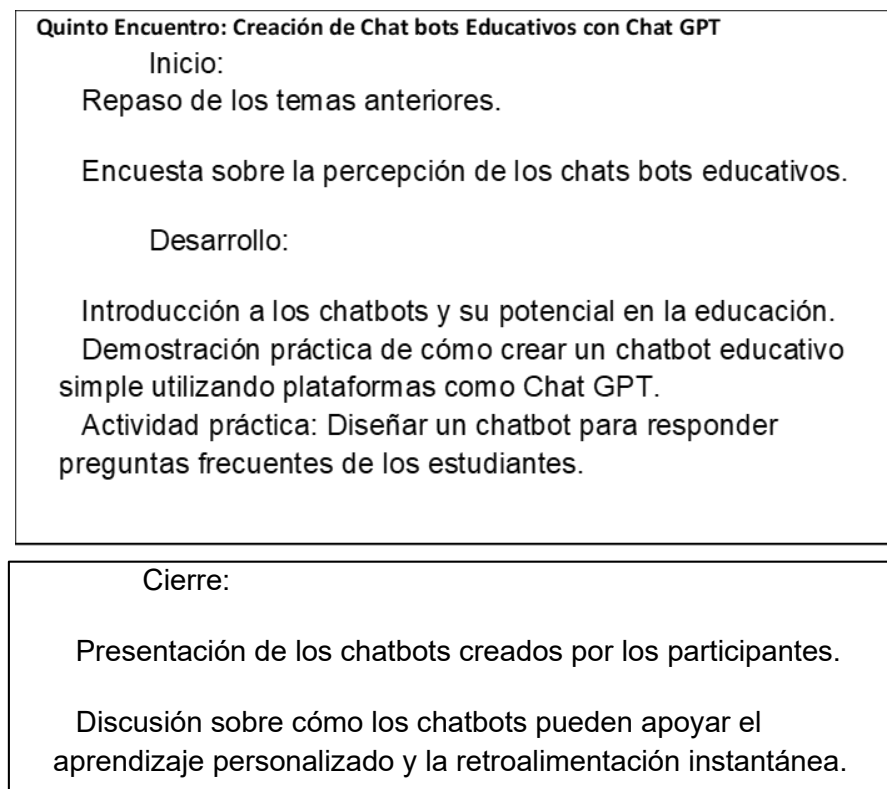 Quinto Encuentro: Creación de Chat bots Educativos con Chat GPT
Inicio:
Repaso de los temas anteriores.
Encuesta sobre la percepción de los chats bots educativos.
Desarrollo:
Introducción a los chatbots y su potencial en la educación.
Demostración práctica de cómo crear un chatbot educativo
simple utilizando plataformas como Chat GPT.
Actividad práctica: Diseñar un chatbot para responder
preguntas frecuentes de los estudiantes.
Cierre:
Presentación de los chatbots creados por los participantes.
Discusión sobre cómo los chatbots pueden apoyar el
aprendizaje personalizado y la retroalimentación instantánea.